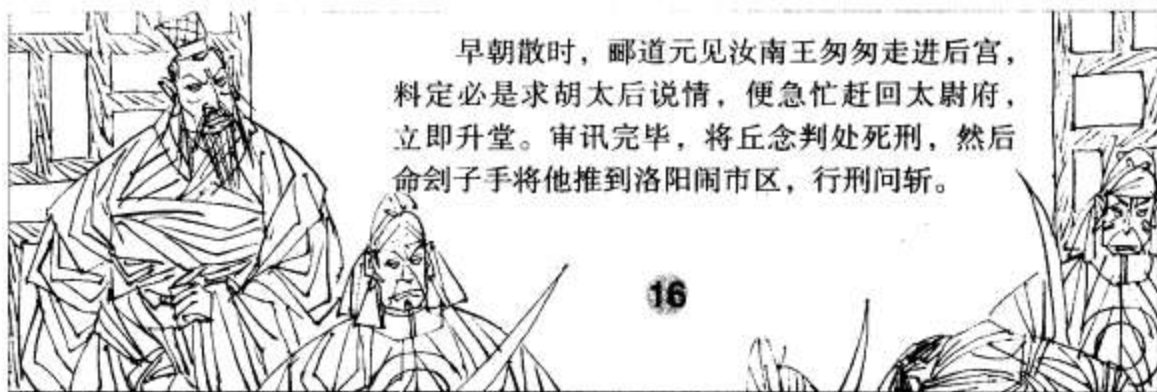 早朝散时，郦道元见汝南王匆匆走进后宫，
料定必是求胡太后说情，便急忙赶回太尉府，
立即升堂。审讯完毕，将丘念判处死刑，然后
命刽子手将他推到洛阳闹市区，行刑问斩。
16